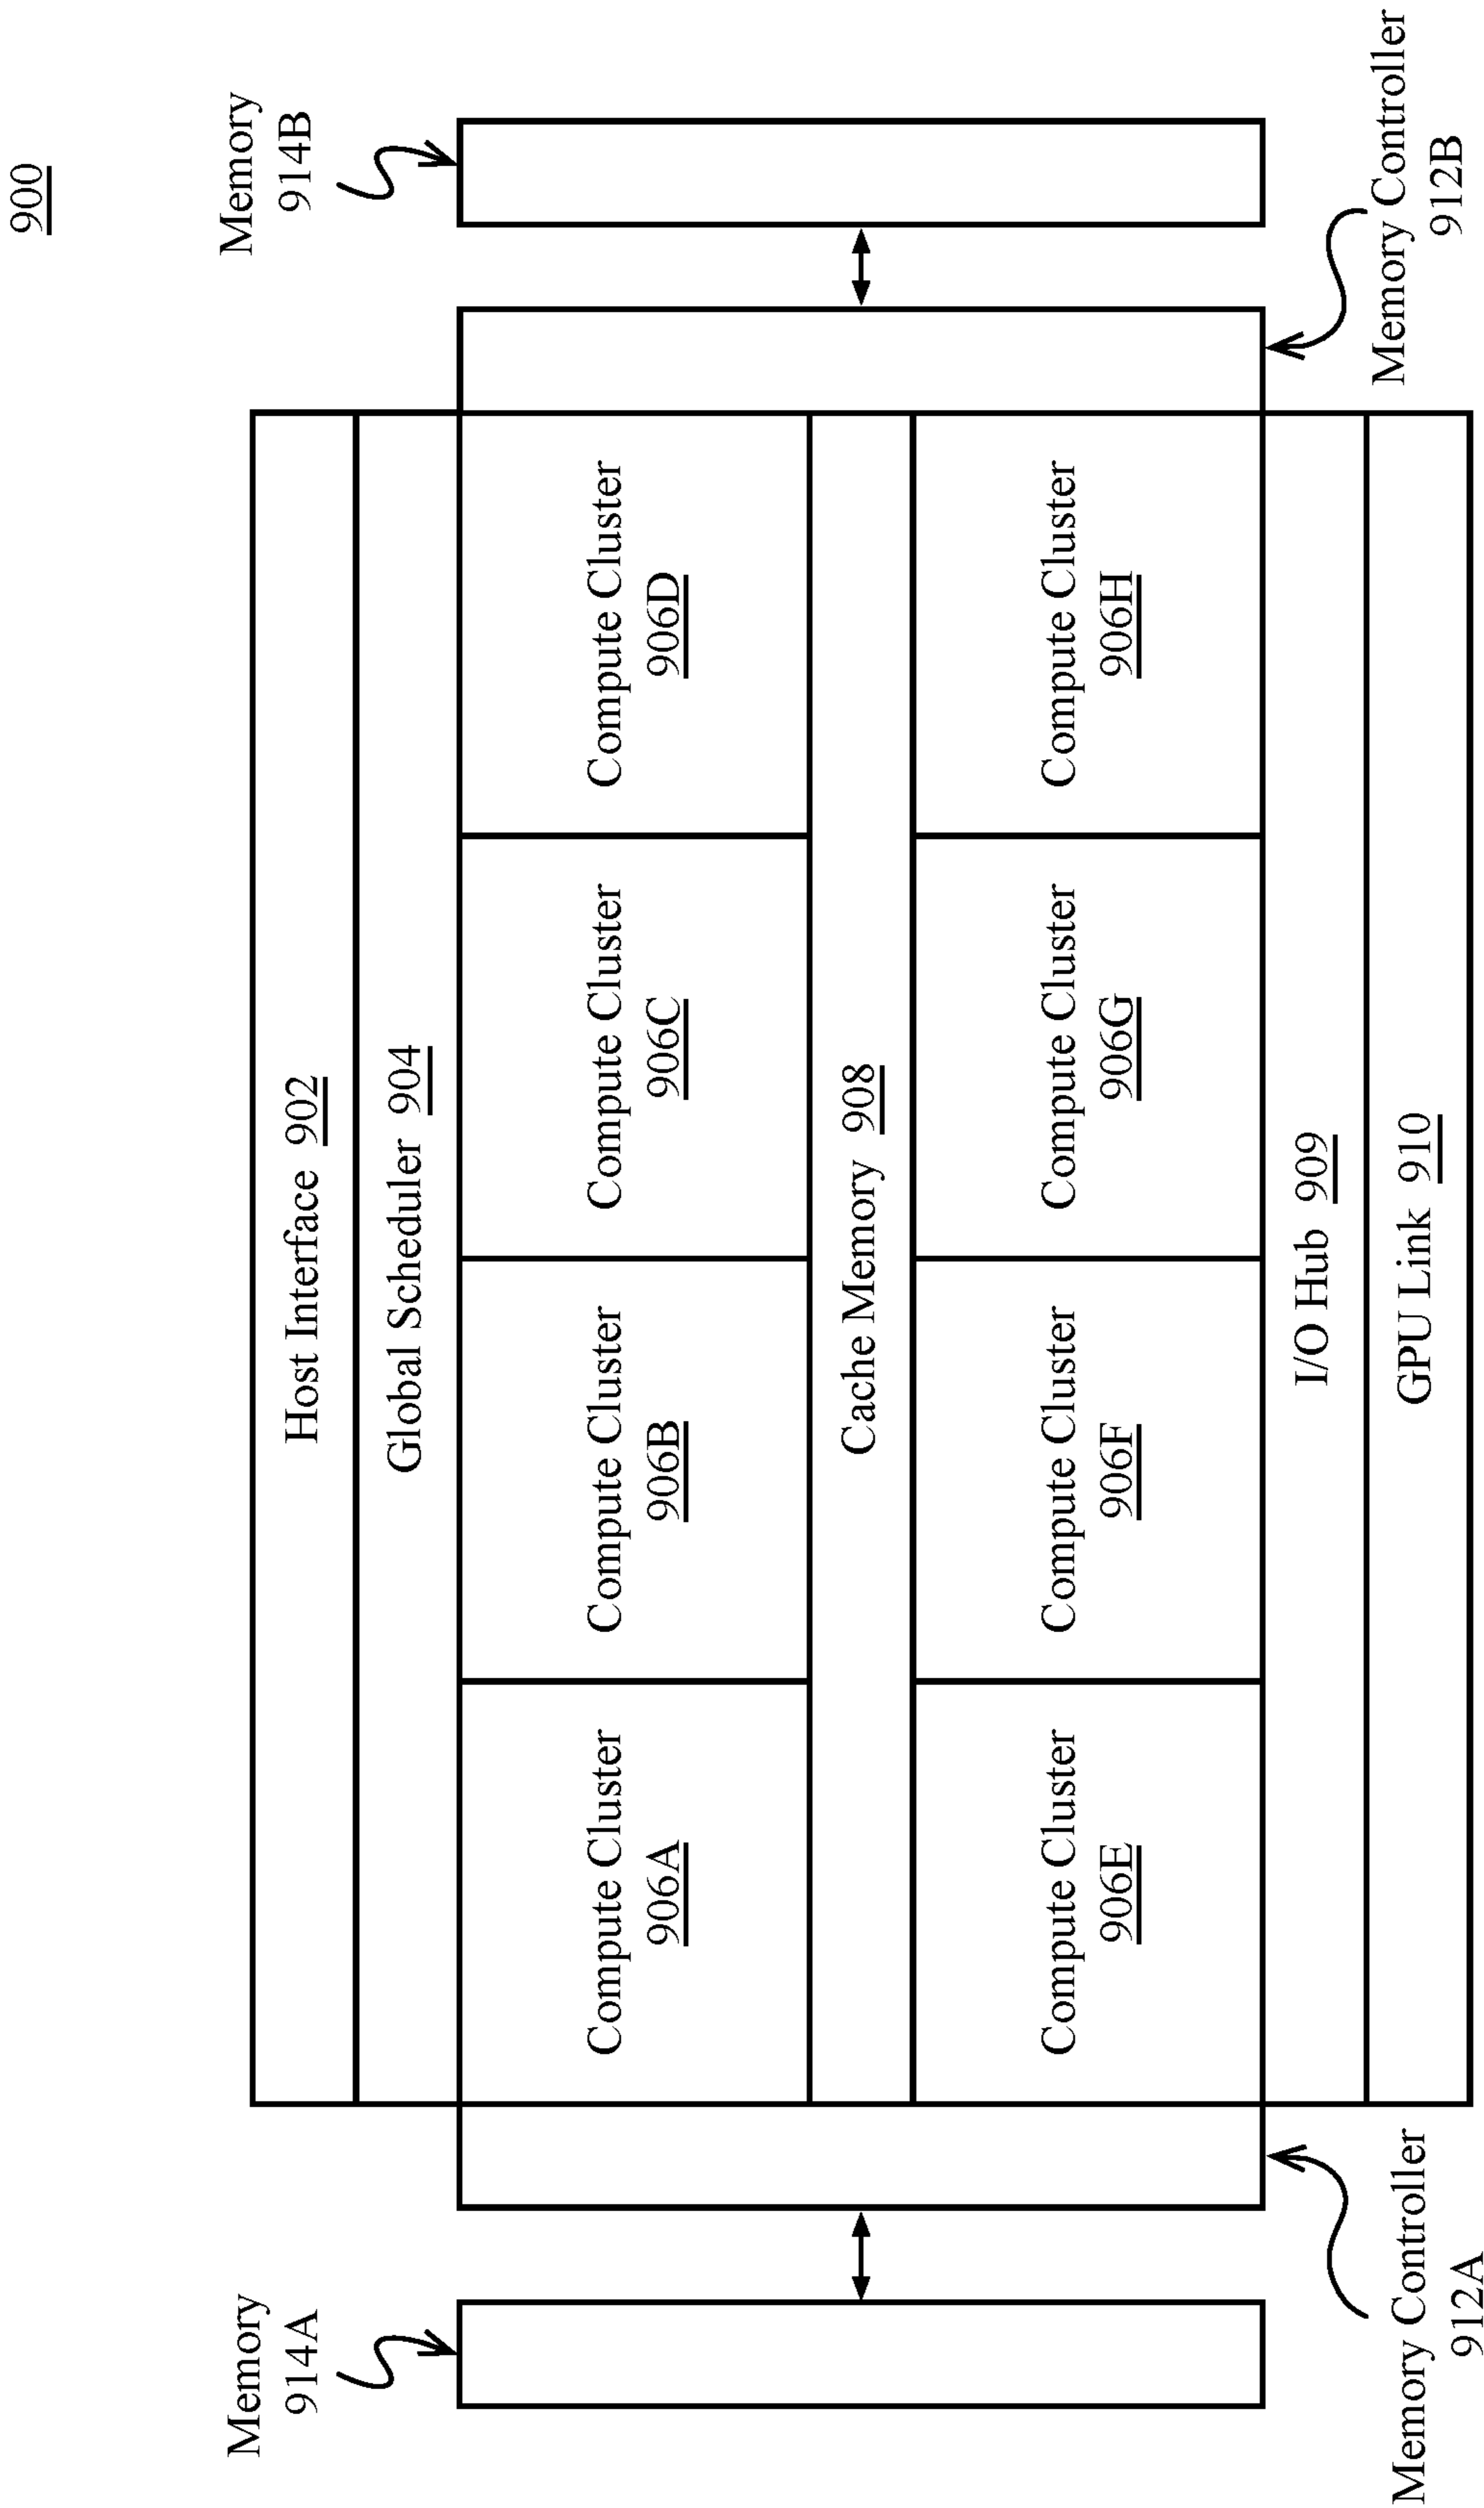 900
Memory
914A
Memory
914B
Host Interface 902
Global Scheduler 904
Compute Cluster
906A
Compute Cluster
906B
Compute Cluster
906C
Compute Cluster
906D
Cache Memory 908
Compute Cluster
906E
Compute Cluster
906F
Compute Cluster
906G
Compute Cluster
906H
I/O Hub 909
GPU Link 910
Memory Controller
912A
Memory Controller
912B